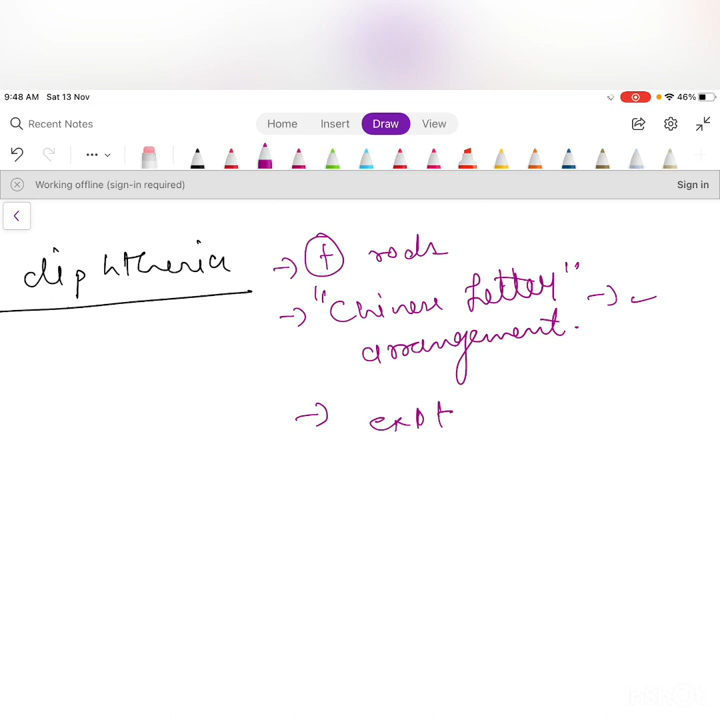 9:48 AM Sat 13 Nov 46%
Recent Notes Home Insert Draw View
Working offline (sign-in required) Sign in
diphtheria → + rods
→ "Chinese Letter" →
arrangement.
→